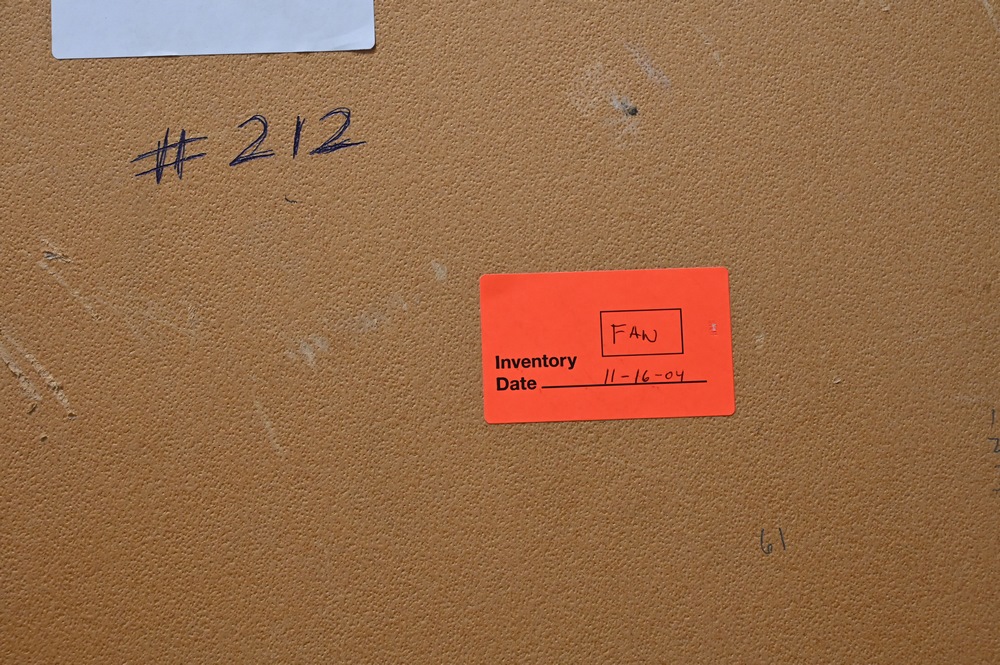 #212
FAN
Inventory
Date 11-16-04
61